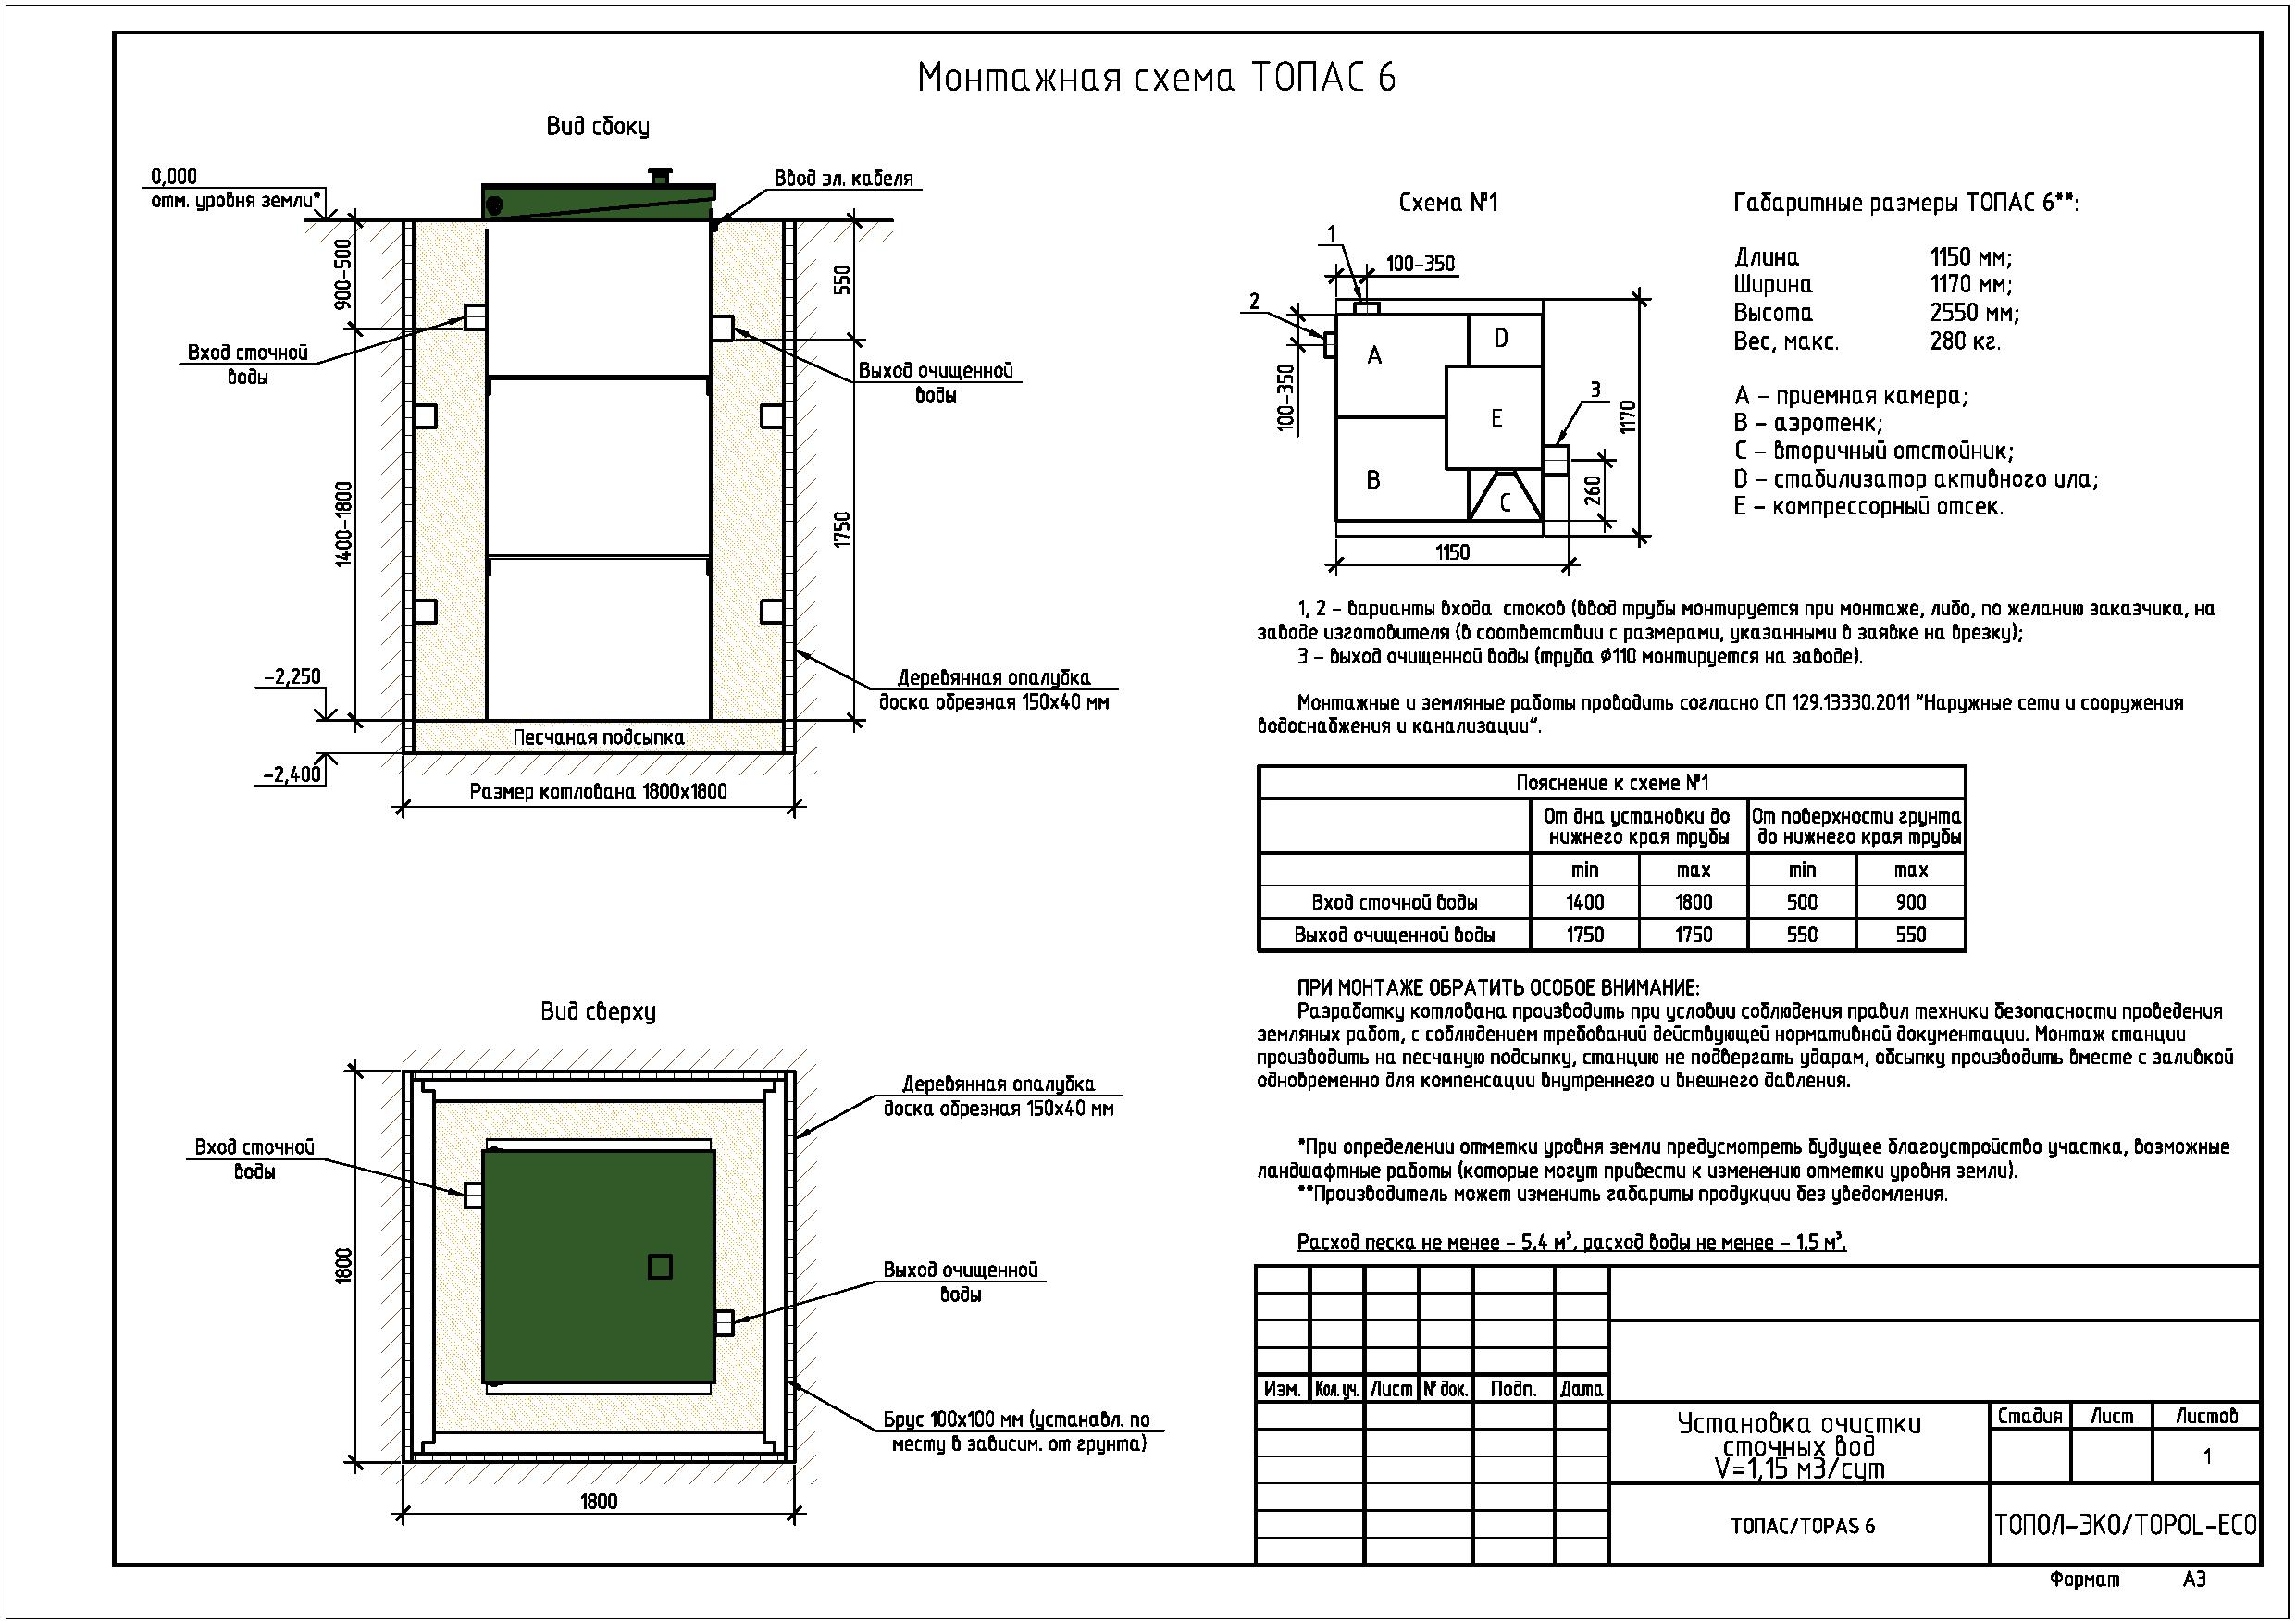 Монтажная схема ТОПАС 6
Вид сбоку
0,000
отм. уровня земли*
Ввод эл. кабеля
900-500
550
Вход сточной
воды
Выход очищенной
воды
1400-1800
1750
-2,250
Деревянная опалубка
доска обрезная 150х40 мм
Песчаная подсыпка
-2,400
Размер котлована 1800х1800
Вид сверху
Деревянная опалубка
доска обрезная 150х40 мм
Вход сточной
воды
1800
Выход очищенной
воды
Брус 100х100 мм (устанавл. по
месту в зависим. от грунта)
1800
Схема №1
1
100-350
2
A
D
100-350
E
3
1170
B
C
260
1150
Габаритные размеры ТОПАС 6**:
Длина 1150 мм;
Ширина 1170 мм;
Высота 2550 мм;
Вес, макс. 280 кг.
A – приемная камера;
B – аэротенк;
C – вторичный отстойник;
D – стабилизатор активного ила;
E – компрессорный отсек.
1, 2 – варианты входа стоков (ввод трубы монтируется при монтаже, либо, по желанию заказчика, на
заводе изготовителя (в соответствии с размерами, указанными в заявке на врезку);
3 – выход очищенной воды (труба ø110 монтируется на заводе).
Монтажные и земляные работы проводить согласно СП 129.13330.2011 "Наружные сети и сооружения
водоснабжения и канализации".
Пояснение к схеме №1
От дна установки до От поверхности грунта
нижнего края трубы до нижнего края трубы
min max min max
Вход сточной воды 1400 1800 500 900
Выход очищенной воды 1750 1750 550 550
ПРИ МОНТАЖЕ ОБРАТИТЬ ОСОБОЕ ВНИМАНИЕ:
Разработку котлована производить при условии соблюдения правил техники безопасности проведения
земляных работ, с соблюдением требований действующей нормативной документации. Монтаж станции
производить на песчаную подсыпку, станцию не подвергать ударам, обсыпку производить вместе с заливкой
одновременно для компенсации внутреннего и внешнего давления.
*При определении отметки уровня земли предусмотреть будущее благоустройство участка, возможные
ландшафтные работы (которые могут привести к изменению отметки уровня земли).
**Производитель может изменить габариты продукции без уведомления.
Расход песка не менее – 5,4 м³, расход воды не менее – 1,5 м³.
Изм. Кол. уч. Лист № док. Подп. Дата
Установка очистки
сточных вод
V=1,15 м3/сут
Стадия Лист Листов
1
ТОПАС/TOPAS 6
ТОПОЛ-ЭКО/TOPOL-ECO
Формат А3